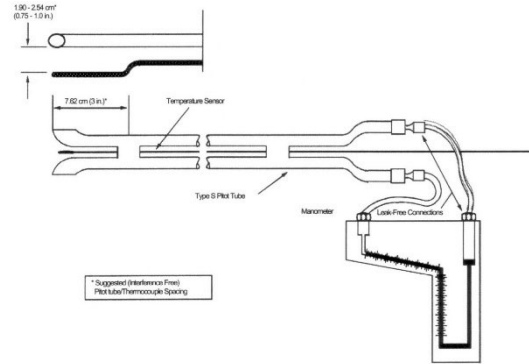 1.90 - 2.54 cm*
(0.75 - 1.0 in.)
7.62 cm (3 in.)*
Temperature Sensor
Type S Pitot Tube
Manometer
Leak-Free Connections
* Suggested (Interference Free)
Pitot tube/Thermocouple Spacing